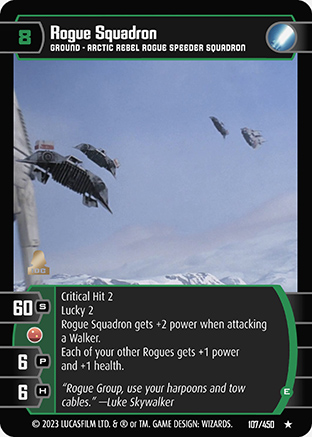 8 Rogue Squadron
GROUND - ARCTIC REBEL ROGUE SPEEDER SQUADRON
60 S
6 P
6 H
Critical Hit 2
Lucky 2
Rogue Squadron gets +2 power when attacking
a Walker.
Each of your other Rogues gets +1 power
and +1 health.
“Rogue Group, use your harpoons and tow
cables.” —Luke Skywalker
E
© 2023 LUCASFILM LTD. & ® or TM. GAME DESIGN: WIZARDS. 107/450 ★